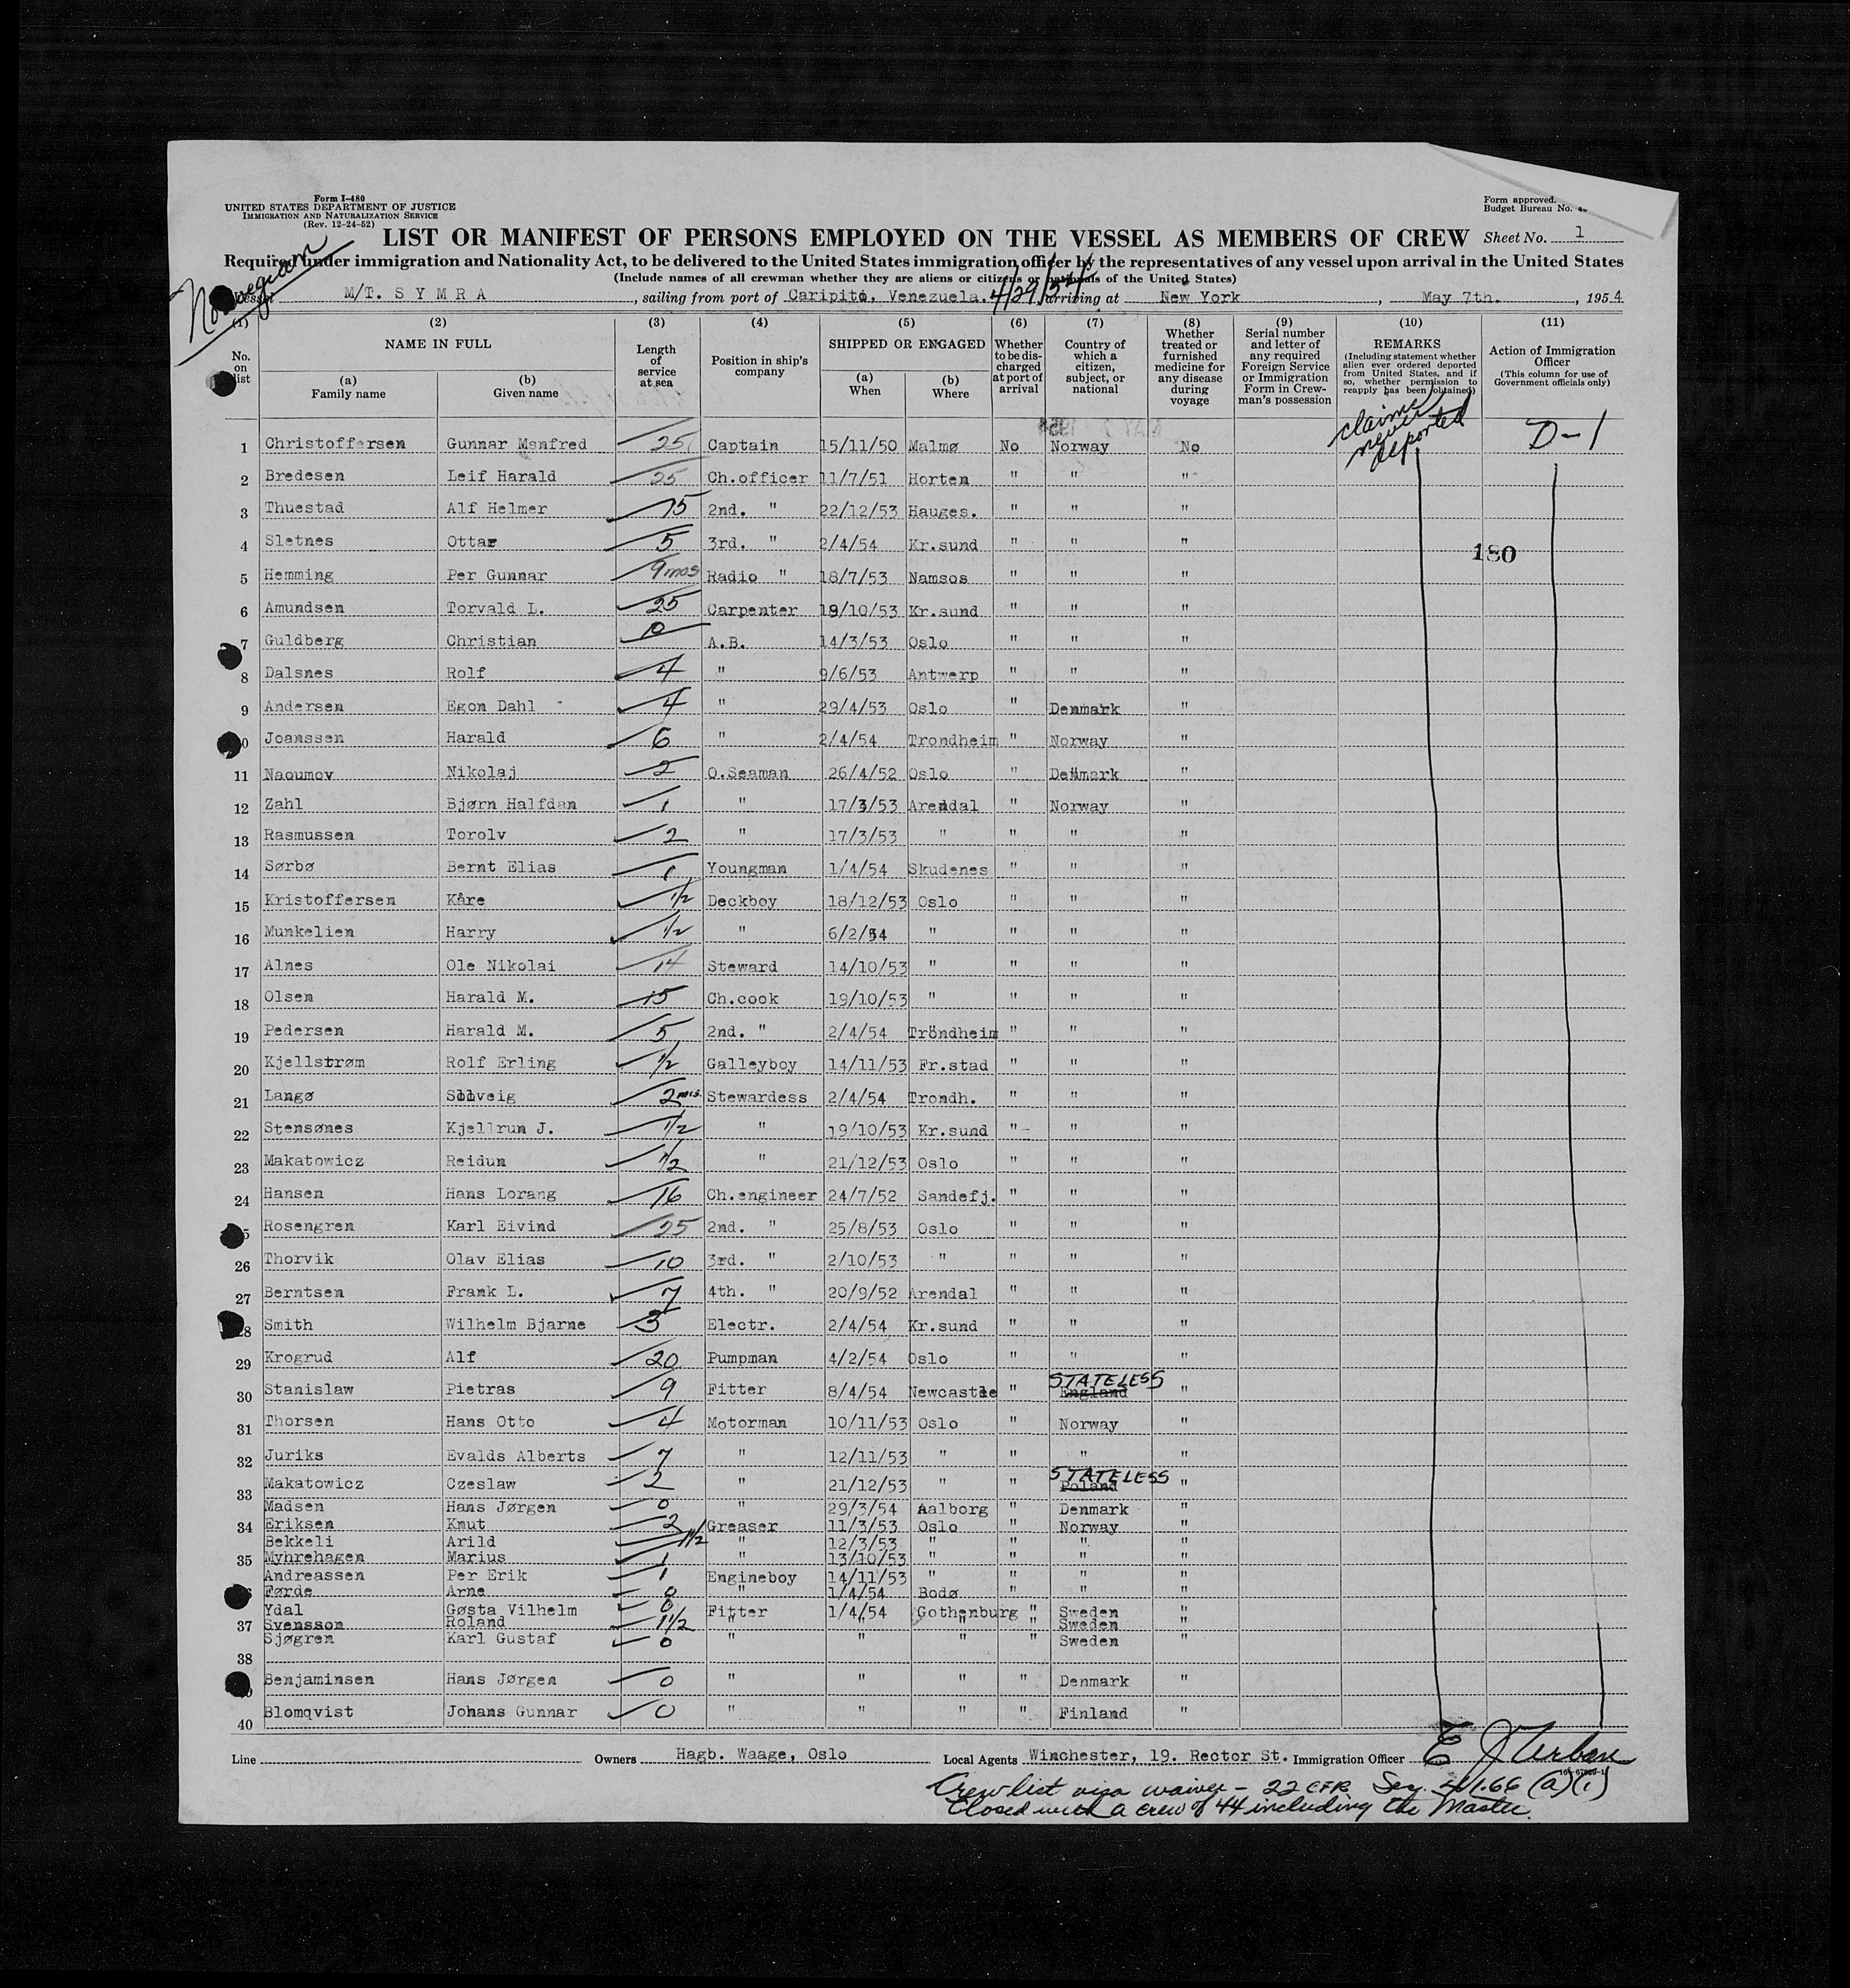 Form I-480
UNITED STATES DEPARTMENT OF JUSTICE
IMMIGRATION AND NATURALIZATION SERVICE
(Rev. 12-24-52)
Form approved.
Budget Bureau No.
LIST OR MANIFEST OF PERSONS EMPLOYED ON THE VESSEL AS MEMBERS OF CREW Sheet No. 1
Required under immigration and Nationality Act, to be delivered to the United States immigration officer by the representatives of any vessel upon arrival in the United States
(Include names of all crewman whether they are aliens or citizens or nationals of the United States)
Norwegian
Vessel M/T. S Y M R A, sailing from port of Caripito, Venezuela. 4/29/54 arriving at New York, May 7th., 1954
(1) (2) (3) (4) (5) (6) (7) (8) (9) (10) (11)
No. on list
NAME IN FULL
(a) Family name
(b) Given name
Length of service at sea
Position in ship's company
SHIPPED OR ENGAGED
(a) When
(b) Where
Whether to be discharged at port of arrival
Country of which a citizen, subject, or national
Whether treated or furnished medicine for any disease during voyage
Serial number and letter of any required Foreign Service or Immigration Form in Crewman's possession
REMARKS
(Including statement whether alien ever ordered deported from United States, and if so, whether permission to reapply has been obtained)
Action of Immigration Officer
(This column for use of Government officials only)
claims never deported
D-1
180
1 Christoffersen Gunnar Manfred 25 Captain 15/11/50 Malmø No Norway No
2 Bredesen Leif Harald 25 Ch.officer 11/7/51 Horten " " "
3 Thuestad Alf Helmer 15 2nd. " 22/12/53 Hauges. " " "
4 Sletnes Ottar 5 3rd. " 2/4/54 Kr.sund " " "
5 Hemming Per Gunnar 9 mos Radio " 18/7/53 Namsos " " "
6 Amundsen Torvald L. 25 Carpenter 19/10/53 Kr.sund " " "
7 Guldberg Christian 10 A.B. 14/3/53 Oslo " " "
8 Dalsnes Rolf 4 " 9/6/53 Antwerp " " "
9 Andersen Egon Dahl 4 " 29/4/53 Oslo " Denmark "
10 Joanssen Harald 6 " 2/4/54 Trondheim " Norway "
11 Naoumov Nikolaj 2 O.Seaman 26/4/52 Oslo " Denmark "
12 Zahl Bjørn Halfdan 1 " 17/3/53 Arendal " Norway "
13 Rasmussen Torolv 2 " 17/3/53 " " " "
14 Sørbø Bernt Elias 1 Youngman 1/4/54 Skudenes " " "
15 Kristoffersen Kåre 1/2 Deckboy 18/12/53 Oslo " " "
16 Munkelien Harry 1/2 " 6/2/54 " " " "
17 Alnes Ole Nikolai 14 Steward 14/10/53 " " " "
18 Olsen Harald M. 15 Ch.cook 19/10/53 " " " "
19 Pedersen Harald M. 5 2nd. " 2/4/54 Trondheim " " "
20 Kjellstrøm Rolf Erling 1/2 Galleyboy 14/11/53 Fr.stad " " "
21 Langø Solveig 2 mos. Stewardess 2/4/54 Trondh. " " "
22 Stensønes Kjellrun J. 1/2 " 19/10/53 Kr.sund " " "
23 Makatowicz Reidun 1/2 " 21/12/53 Oslo " " "
24 Hansen Hans Lorang 16 Ch.engineer 24/7/52 Sandefj. " " "
25 Rosengren Karl Eivind 25 2nd. " 25/8/53 Oslo " " "
26 Thorvik Olav Elias 10 3rd. " 2/10/53 " " " "
27 Berntsen Frank L. 7 4th. " 20/9/52 Arendal " " "
28 Smith Wilhelm Bjarne 3 Electr. 2/4/54 Kr.sund " " "
29 Krogrud Alf 20 Pumpman 4/2/54 Oslo " " "
30 Stanislaw Pietras 9 Fitter 8/4/54 Newcastle " England STATELESS "
31 Thorsen Hans Otto 4 Motorman 10/11/53 Oslo " Norway "
32 Juriks Evalds Alberts 7 " 12/11/53 " " " "
33 Makatowicz Czeslaw 2 " 21/12/53 " " Poland STATELESS "
Madsen Hans Jørgen 0 " 29/3/54 Aalborg " Denmark "
34 Eriksen Knut 2 Greaser 11/3/53 Oslo " Norway "
Bekkeli Arild 1 1/2 " 12/3/53 " " " "
35 Myhrehagen Marius 1 " 13/10/53 " " " "
Andreassen Per Erik 1 Engineboy 14/11/53 " " " "
36 Førde Arne 0 " 1/4/54 Bodø " " "
Ydal Gøsta Vilhelm 0 Fitter 1/4/54 Gothenburg " Sweden "
37 Svensson Roland 1 1/2 " " " Sweden "
Sjøgren Karl Gustaf 0 " " " " Sweden "
38
Benjaminsen Hans Jørgen 0 " " " " Denmark "
40 Blomqvist Johans Gunnar 0 " " " " Finland "
Line Owners Hagb. Waage, Oslo Local Agents Winchester, 19. Rector St. Immigration Officer E J Urban
Crew list visa waiver - 22 CFR Sec. 41.66 (a)(1)
Closed with a crew of 44 including the Master.